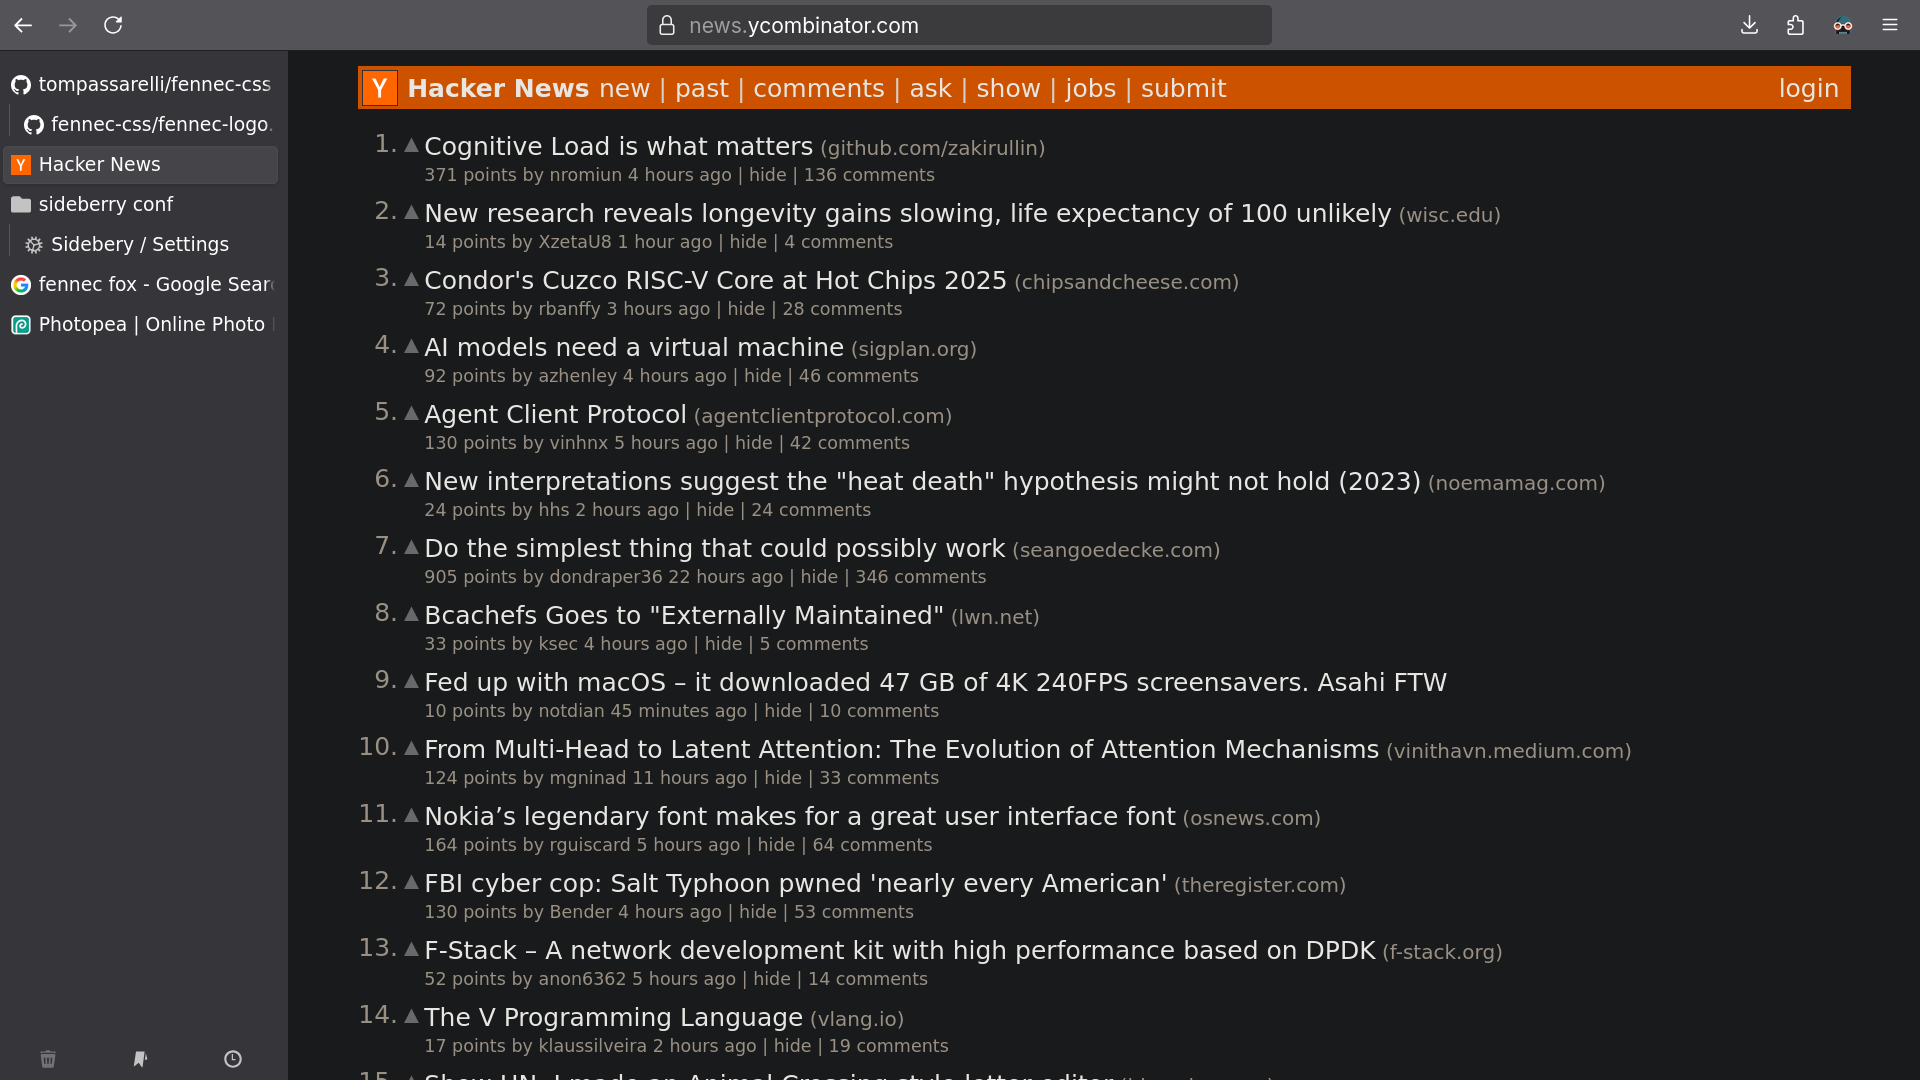 news.ycombinator.com
tompassarelli/fennec-css
fennec-css/fennec-logo.
Hacker News
sideberry conf
Sidebery / Settings
fennec fox - Google Sear
Photopea | Online Photo
Y Hacker News new | past | comments | ask | show | jobs | submit login
1. ▲ Cognitive Load is what matters (github.com/zakirullin)
371 points by nromiun 4 hours ago | hide | 136 comments
2. ▲ New research reveals longevity gains slowing, life expectancy of 100 unlikely (wisc.edu)
14 points by XzetaU8 1 hour ago | hide | 4 comments
3. ▲ Condor's Cuzco RISC-V Core at Hot Chips 2025 (chipsandcheese.com)
72 points by rbanffy 3 hours ago | hide | 28 comments
4. ▲ AI models need a virtual machine (sigplan.org)
92 points by azhenley 4 hours ago | hide | 46 comments
5. ▲ Agent Client Protocol (agentclientprotocol.com)
130 points by vinhnx 5 hours ago | hide | 42 comments
6. ▲ New interpretations suggest the "heat death" hypothesis might not hold (2023) (noemamag.com)
24 points by hhs 2 hours ago | hide | 24 comments
7. ▲ Do the simplest thing that could possibly work (seangoedecke.com)
905 points by dondraper36 22 hours ago | hide | 346 comments
8. ▲ Bcachefs Goes to "Externally Maintained" (lwn.net)
33 points by ksec 4 hours ago | hide | 5 comments
9. ▲ Fed up with macOS – it downloaded 47 GB of 4K 240FPS screensavers. Asahi FTW
10 points by notdian 45 minutes ago | hide | 10 comments
10. ▲ From Multi-Head to Latent Attention: The Evolution of Attention Mechanisms (vinithavn.medium.com)
124 points by mgninad 11 hours ago | hide | 33 comments
11. ▲ Nokia’s legendary font makes for a great user interface font (osnews.com)
164 points by rguiscard 5 hours ago | hide | 64 comments
12. ▲ FBI cyber cop: Salt Typhoon pwned 'nearly every American' (theregister.com)
130 points by Bender 4 hours ago | hide | 53 comments
13. ▲ F-Stack – A network development kit with high performance based on DPDK (f-stack.org)
52 points by anon6362 5 hours ago | hide | 14 comments
14. ▲ The V Programming Language (vlang.io)
17 points by klaussilveira 2 hours ago | hide | 19 comments
15. ▲ Show HN: I made an Animal Crossing style letter editor